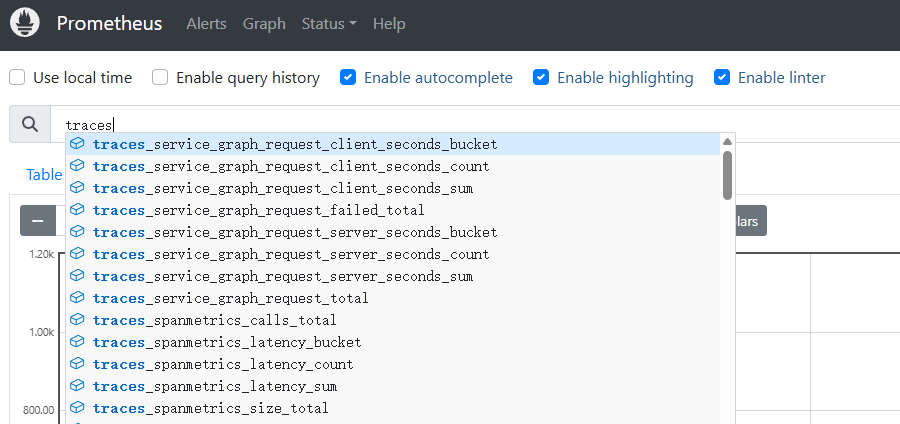 Prometheus Alerts Graph Status Help
Use local time Enable query history Enable autocomplete Enable highlighting Enable linter
traces
traces_service_graph_request_client_seconds_bucket
traces_service_graph_request_client_seconds_count
Table
traces_service_graph_request_client_seconds_sum
traces_service_graph_request_failed_total
traces_service_graph_request_server_seconds_bucket
1.20k
traces_service_graph_request_server_seconds_count
traces_service_graph_request_server_seconds_sum
traces_service_graph_request_total
traces_spanmetrics_calls_total
1.00k
traces_spanmetrics_latency_bucket
traces_spanmetrics_latency_count
traces_spanmetrics_latency_sum
800.00
traces_spanmetrics_size_total